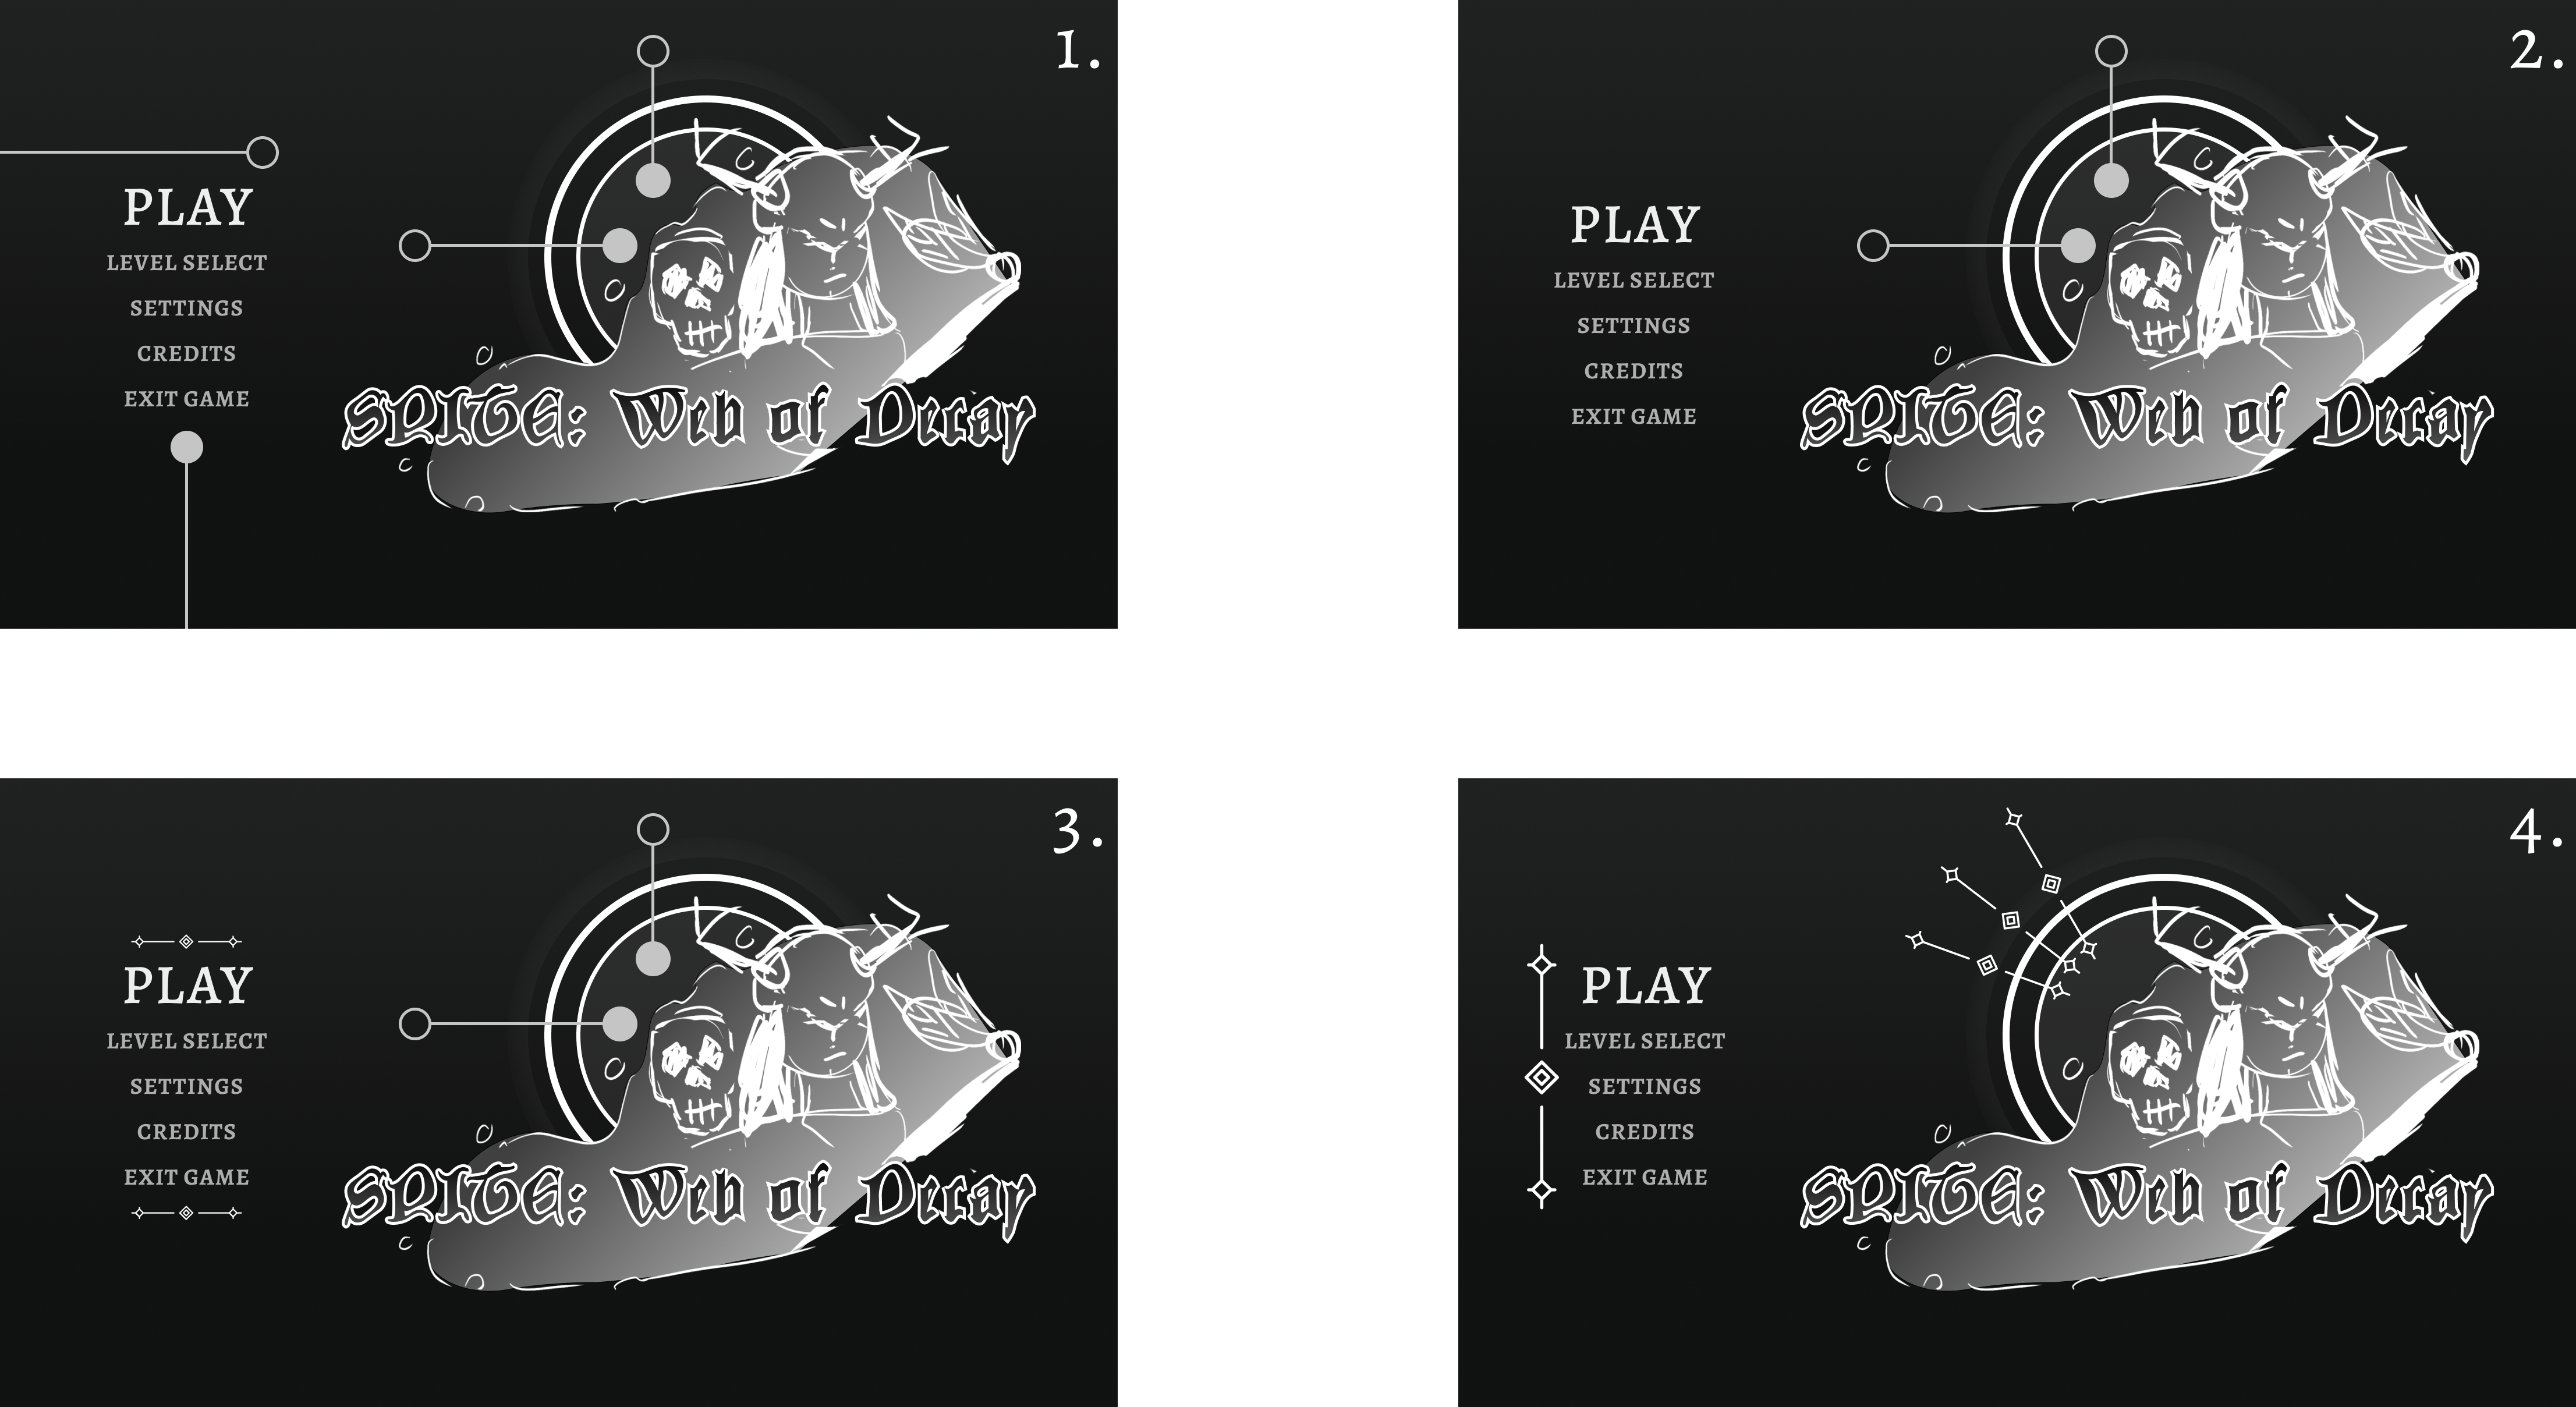 1.
PLAY
LEVEL SELECT
SETTINGS
CREDITS
EXIT GAME
SPITE: Web of Decay
2.
PLAY
LEVEL SELECT
SETTINGS
CREDITS
EXIT GAME
SPITE: Web of Decay
3.
PLAY
LEVEL SELECT
SETTINGS
CREDITS
EXIT GAME
SPITE: Web of Decay
4.
PLAY
LEVEL SELECT
SETTINGS
CREDITS
EXIT GAME
SPITE: Web of Decay